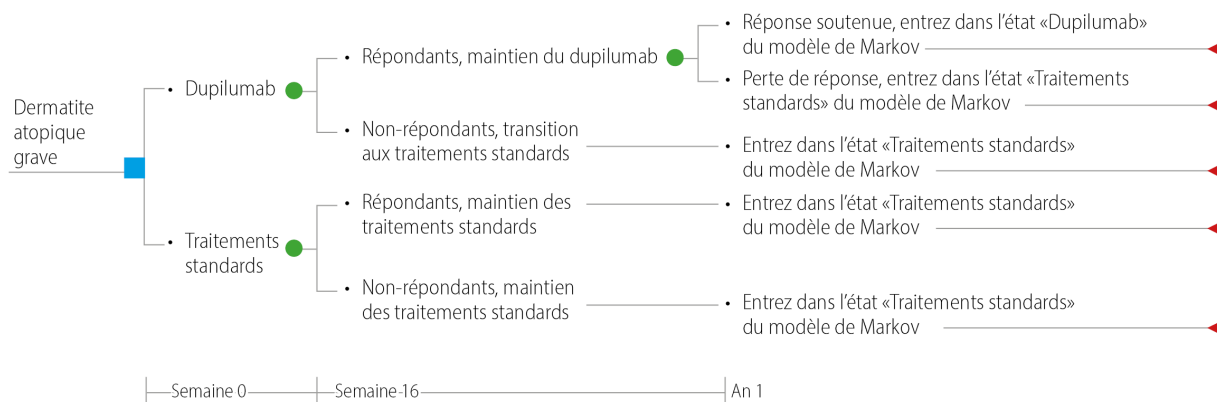 Dermatite
atopique
grave
• Dupilumab
• Répondants, maintien du dupilumab
• Réponse soutenue, entrez dans l’état «Dupilumab»
du modèle de Markov
• Perte de réponse, entrez dans l’état «Traitements
standards» du modèle de Markov
• Non-répondants, transition
aux traitements standards
• Entrez dans l’état «Traitements standards»
du modèle de Markov
• Traitements
standards
• Répondants, maintien des
traitements standards
• Entrez dans l’état «Traitements standards»
du modèle de Markov
• Non-répondants, maintien
des traitements standards
• Entrez dans l’état «Traitements standards»
du modèle de Markov
Semaine 0
Semaine 16
An 1